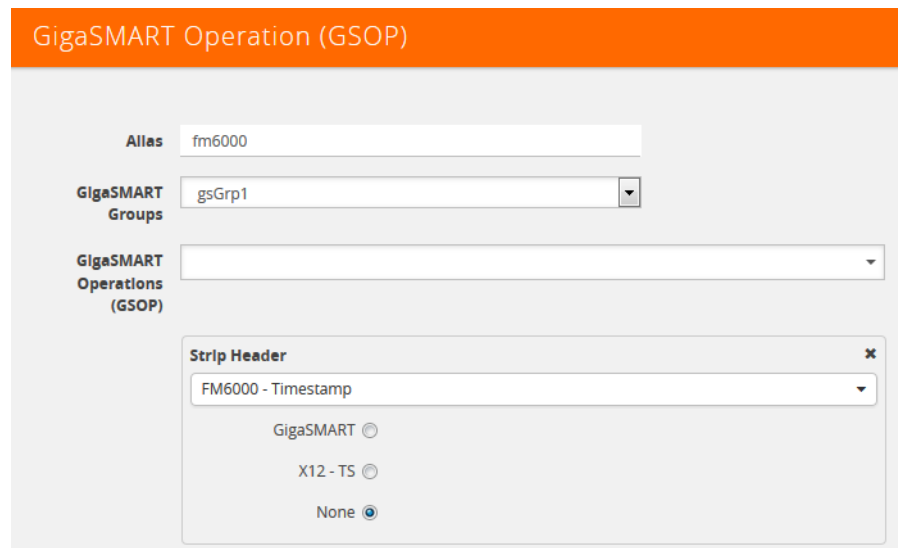 GigaSMART Operation (GSOP)
Alias
fm6000
GigaSMART
Groups
gsGrp1
GigaSMART
Operations
(GSOP)
Strip Header
FM6000 - Timestamp
GigaSMART
X12 - TS
None